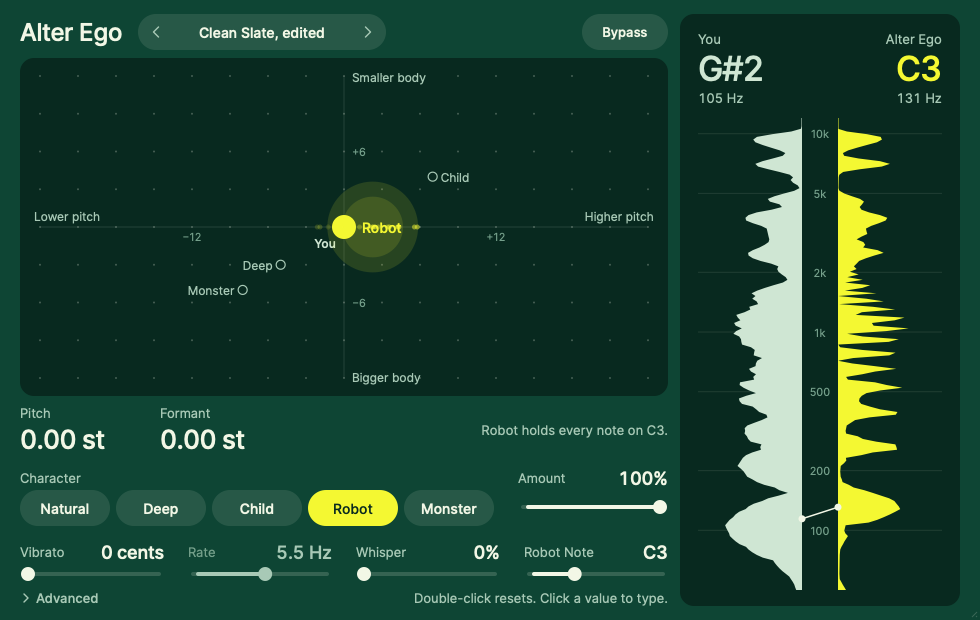 Alter Ego
Clean Slate, edited
Bypass
Smaller body
+6
Child
Lower pitch
Higher pitch
−12
+12
Robot
You
Deep
Monster
−6
Bigger body
Pitch
0.00 st
Formant
0.00 st
Robot holds every note on C3.
Character
Natural
Deep
Child
Robot
Monster
Amount
100%
Vibrato
0 cents
Rate
5.5 Hz
Whisper
0%
Robot Note
C3
Advanced
Double-click resets. Click a value to type.
You
G#2
105 Hz
Alter Ego
C3
131 Hz
10k
5k
2k
1k
500
200
100